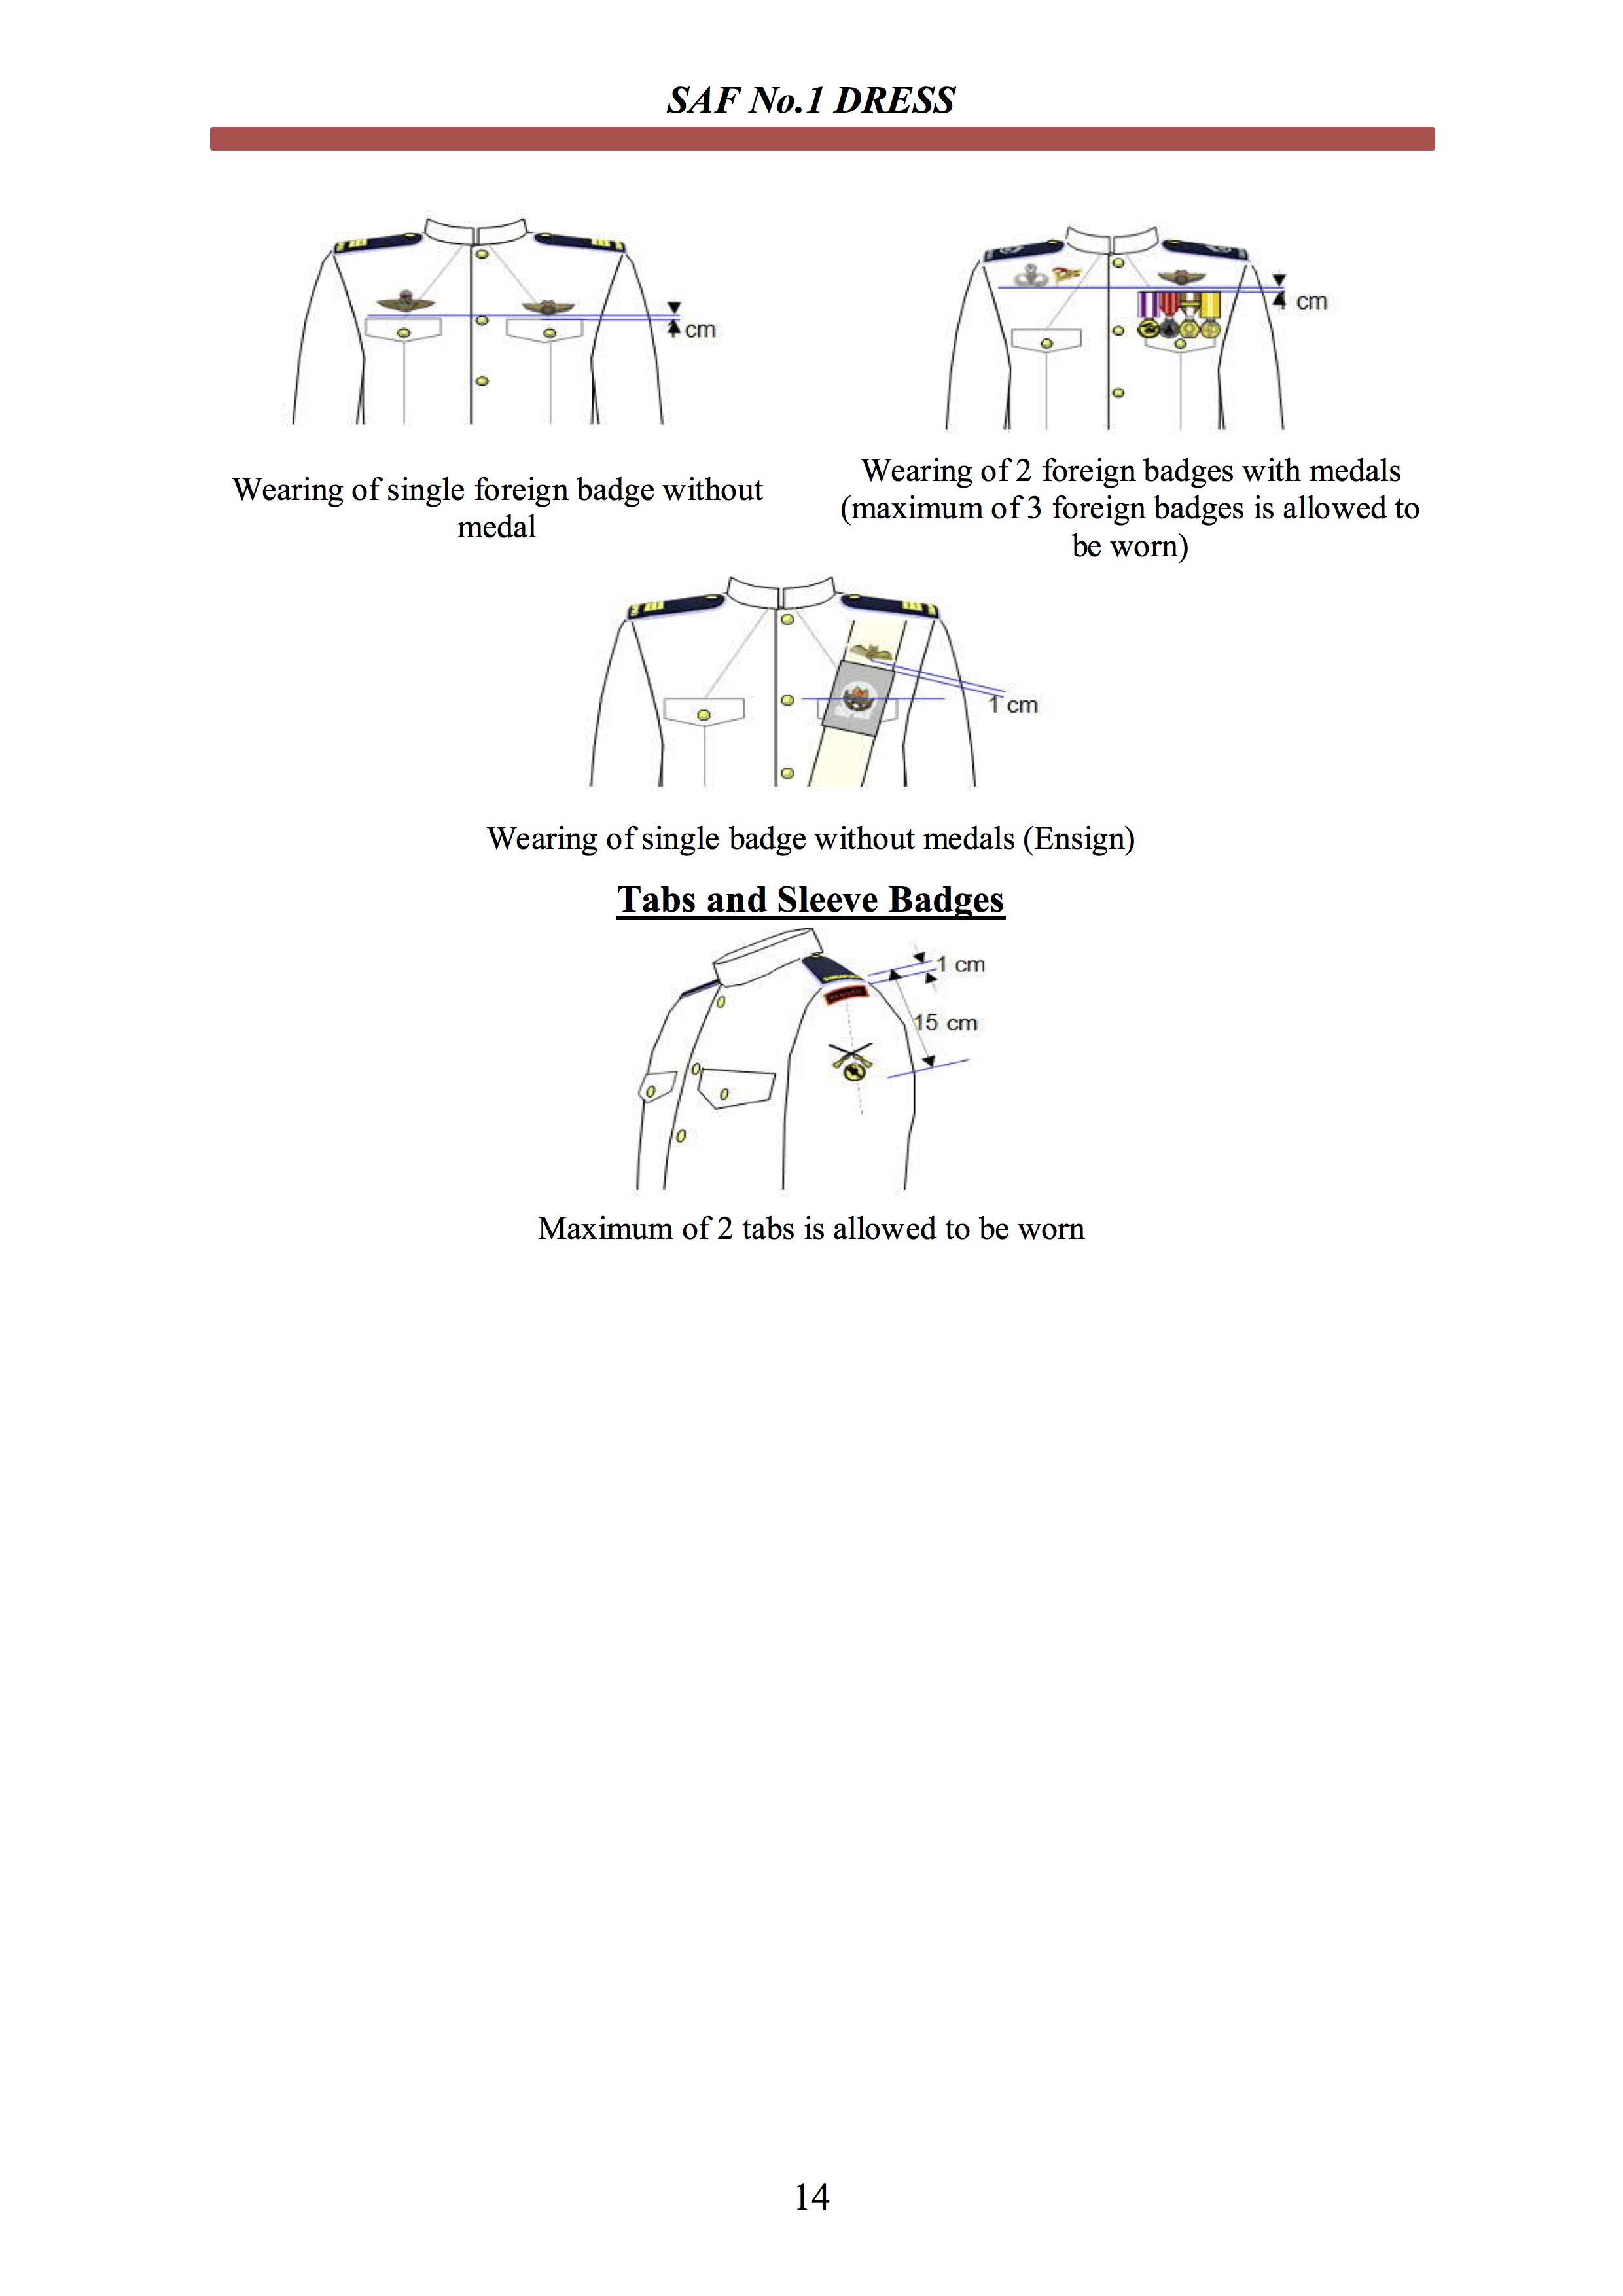 SAF No.1 DRESS
cm
cm
Wearing of single foreign badge without
medal
Wearing of 2 foreign badges with medals
(maximum of 3 foreign badges is allowed to
be worn)
1 cm
Wearing of single badge without medals (Ensign)
Tabs and Sleeve Badges
1 cm
15 cm
Maximum of 2 tabs is allowed to be worn
14